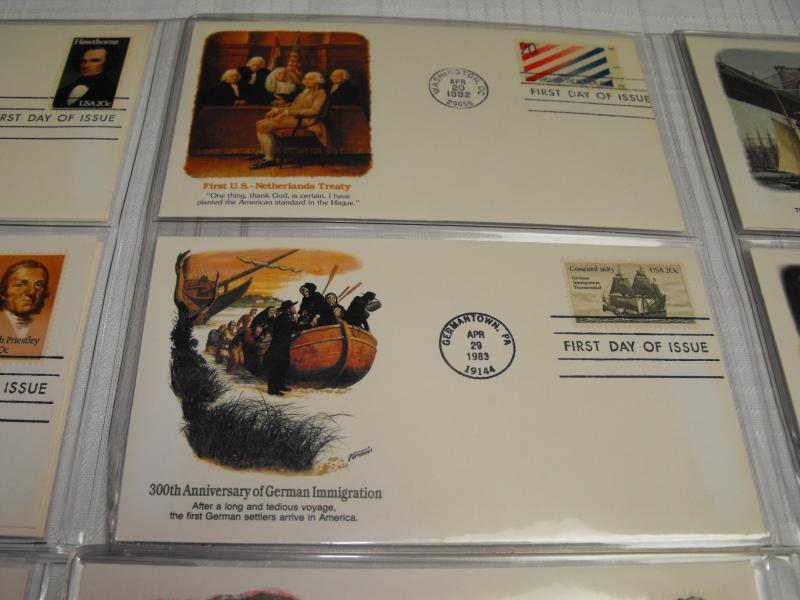 Hawthorne
USA 20c
FIRST DAY OF ISSUE
First U.S.-Netherlands Treaty
"One thing, thank God, is certain. I have
planted the American standard in the Hague."
WASHINGTON, DC
APR
20
1982
20066
20
FIRST DAY OF ISSUE
Priestley
ISSUE
300th Anniversary of German Immigration
After a long and tedious voyage,
the first German settlers arrive in America.
GERMANTOWN, PA
APR
29
1983
19144
Concord 1683
USA 20c
German
Immigration
Tricentennial
FIRST DAY OF ISSUE